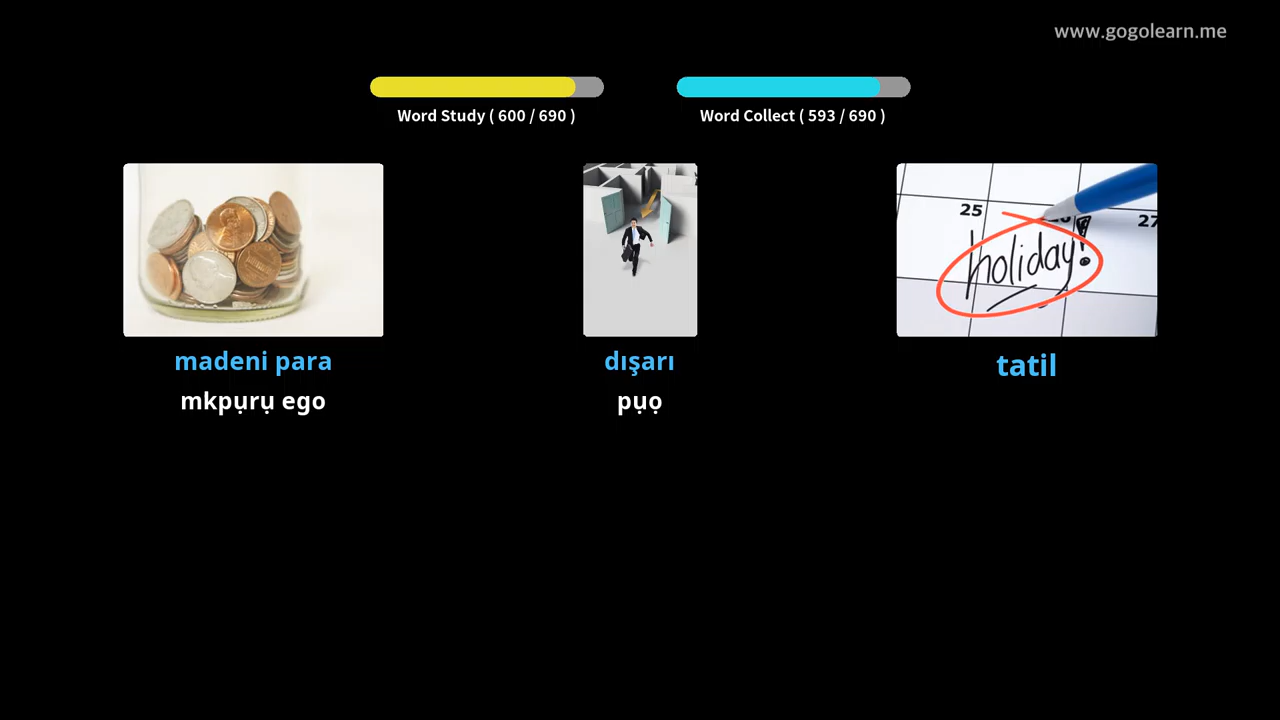 www.gogolearn.me
Word Study ( 600 / 690 )
Word Collect ( 593 / 690 )
25
27
holiday!
madeni para
dışarı
tatil
mkpụrụ ego
pụọ